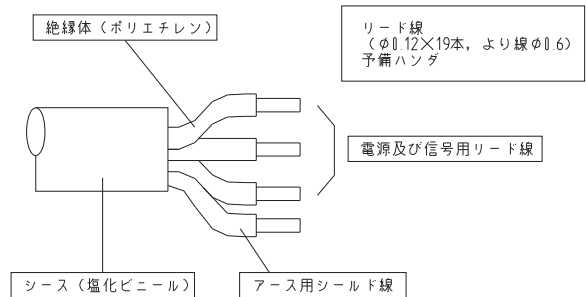 絶縁体（ポリエチレン）
リード線
（φ0.12×19本，より線φ0.6）
予備ハンダ
電源及び信号用リード線
シース（塩化ビニール）
アース用シールド線